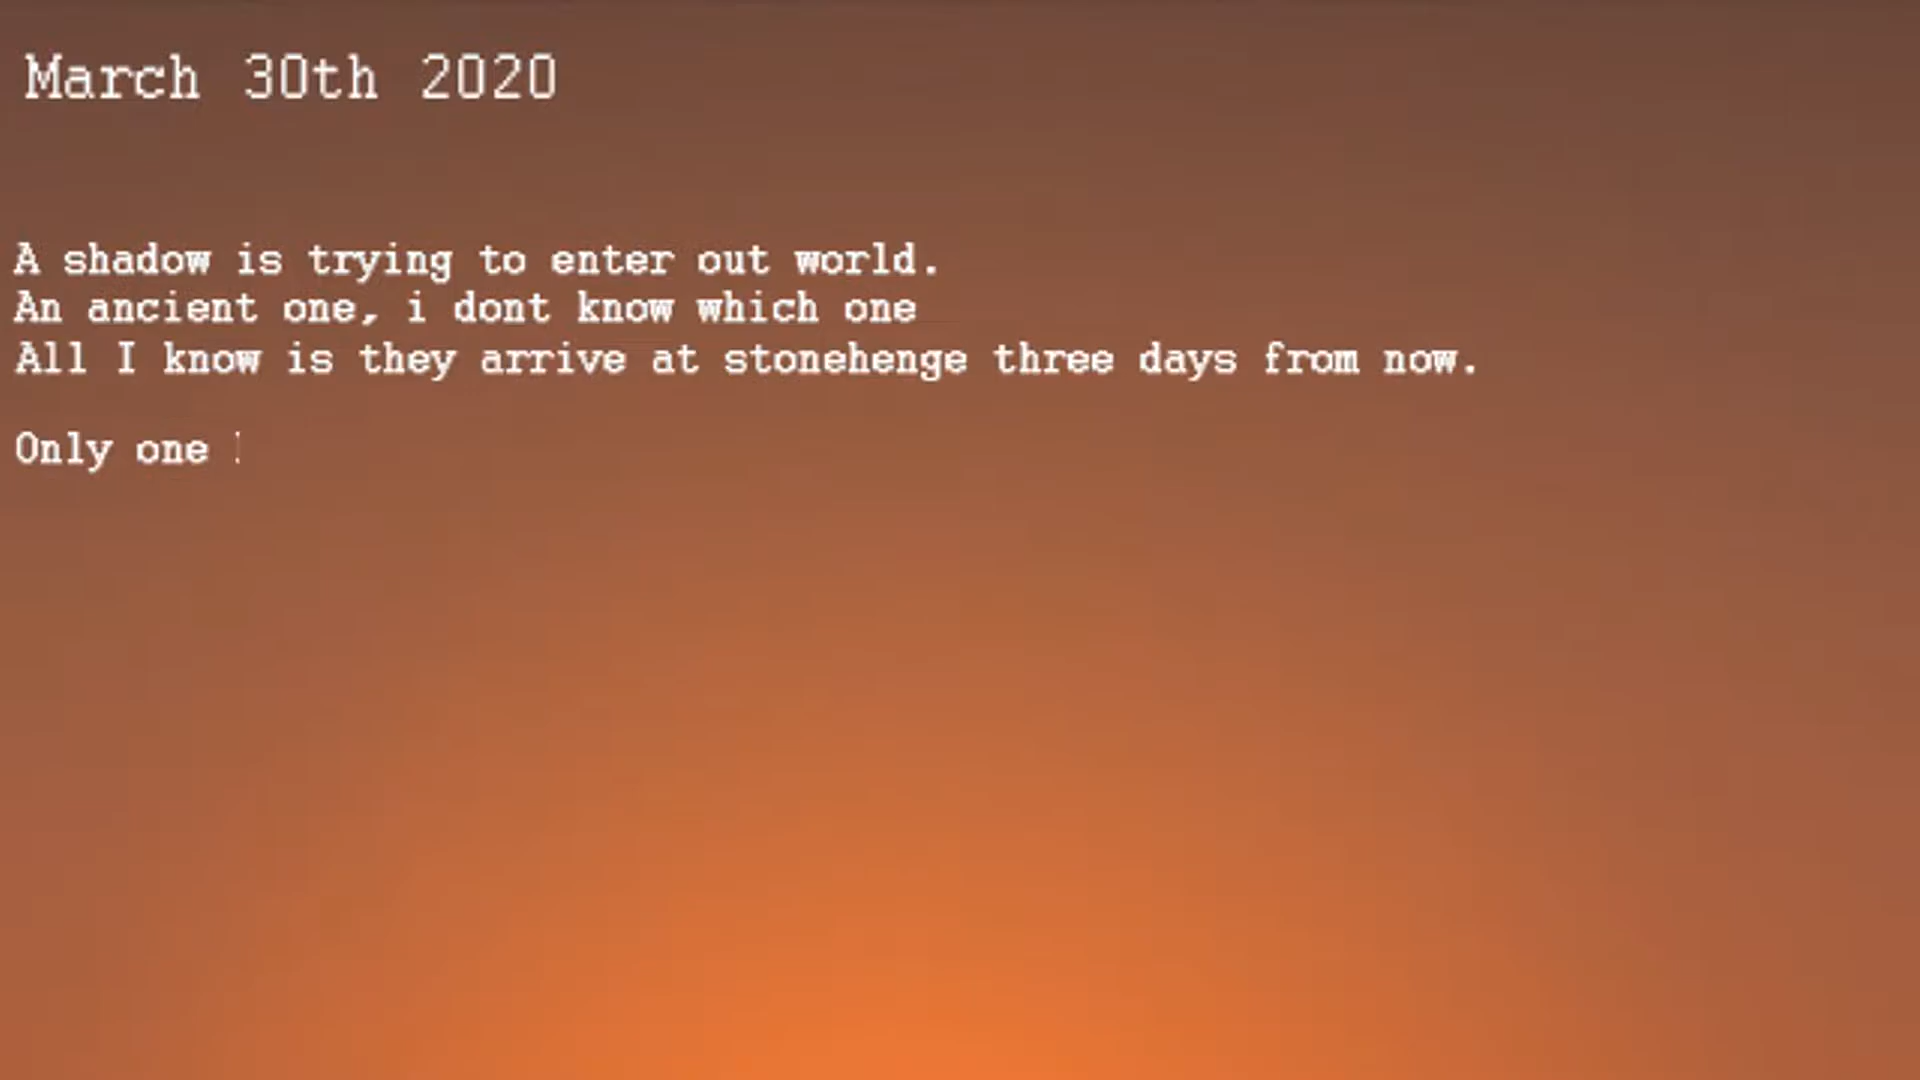 March 30th 2020
A shadow is trying to enter out world.
An ancient one, i dont know which one
All I know is they arrive at stonehenge three days from now.
Only one